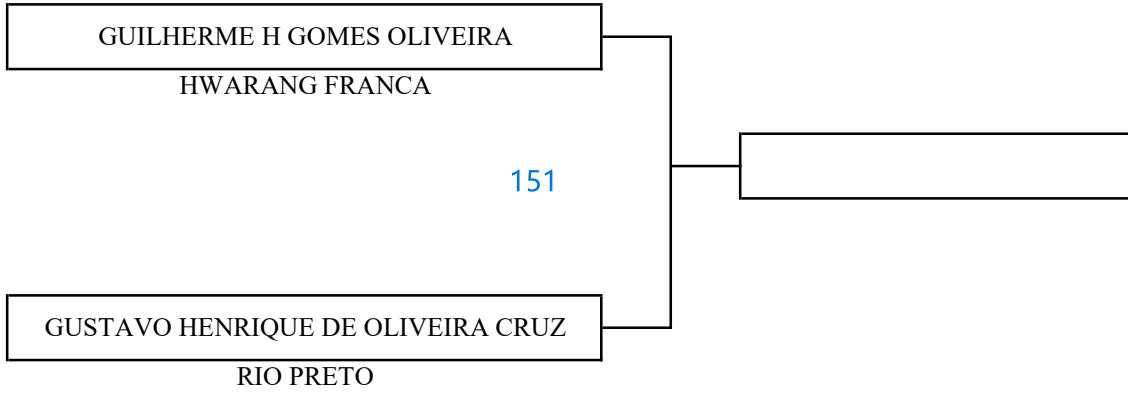 GUILHERME H GOMES OLIVEIRA
HWARANG FRANCA
151
GUSTAVO HENRIQUE DE OLIVEIRA CRUZ
RIO PRETO